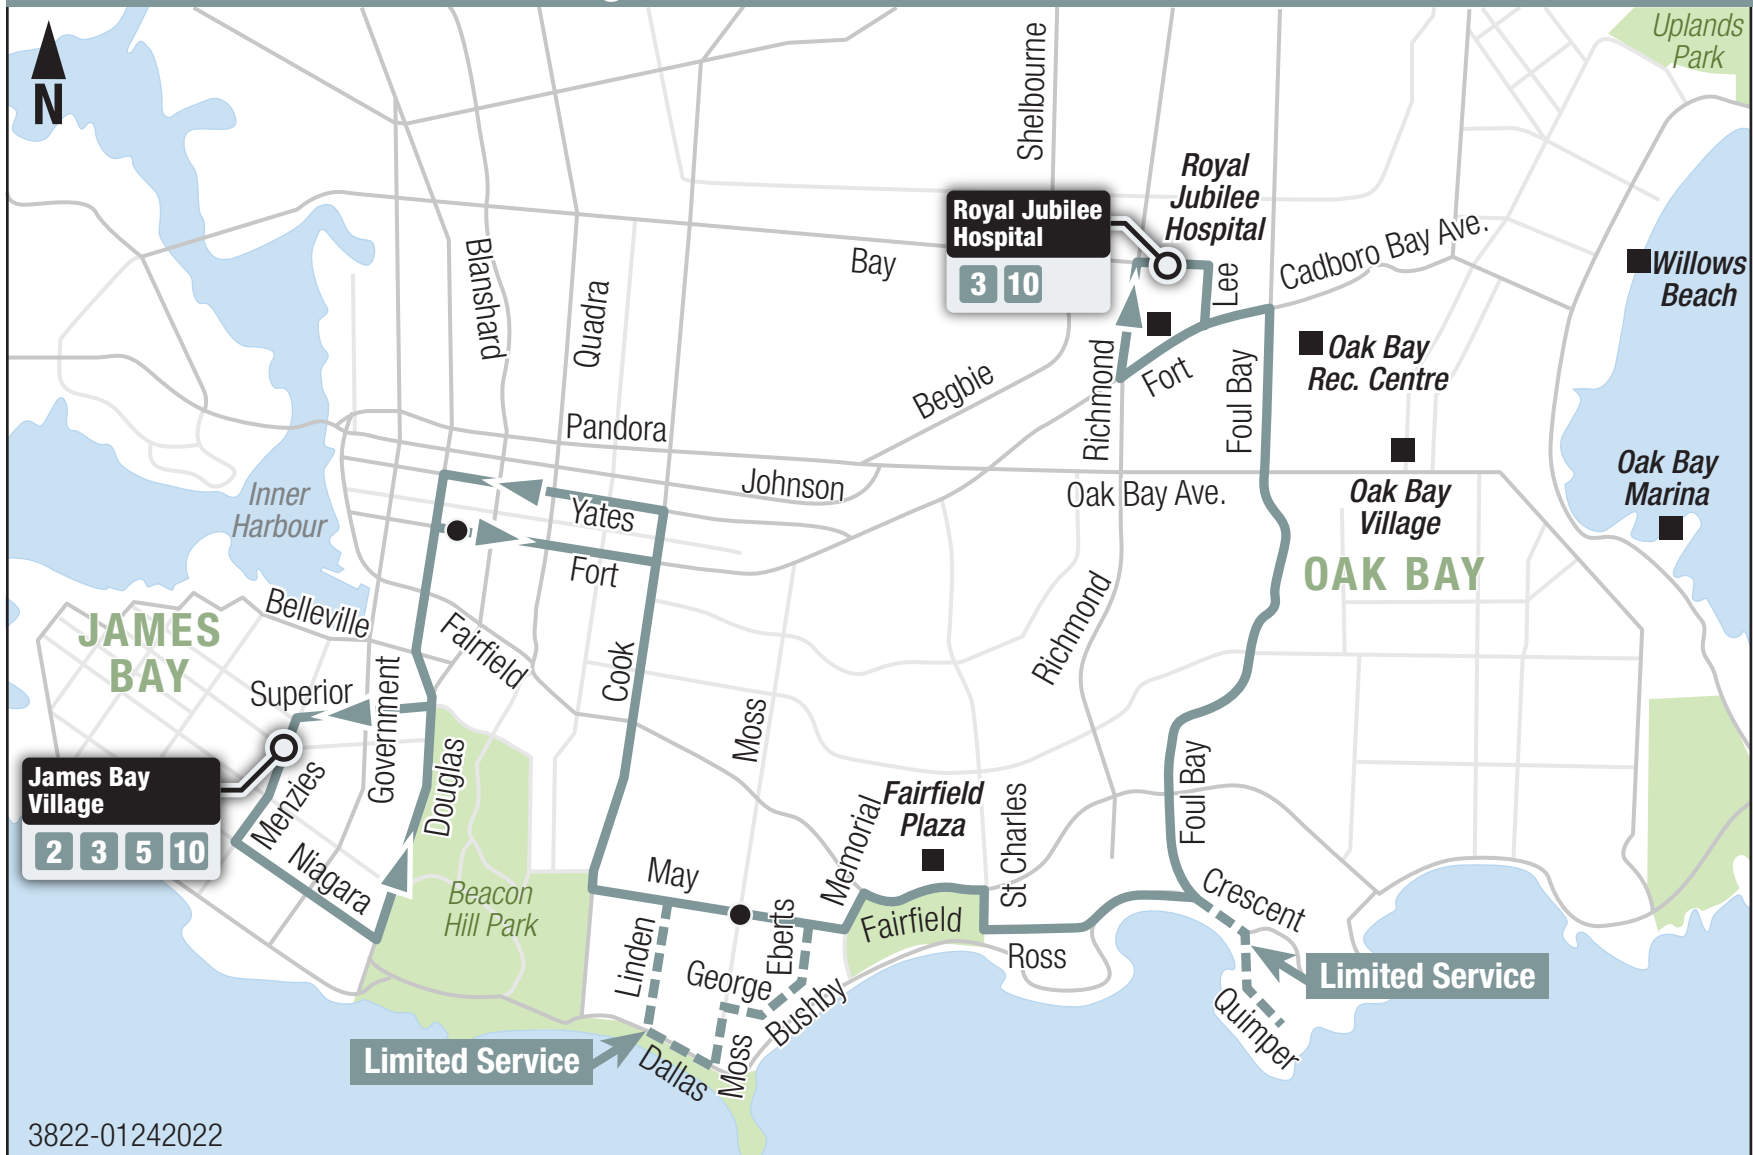 N
Uplands
Park
Shelbourne
Royal
Jubilee
Hospital
Royal Jubilee
Hospital
3 10
Cadboro Bay Ave.
Bay
Lee
Willows
Beach
Blanshard
Quadra
Oak Bay
Rec. Centre
Richmond
Fort
Foul Bay
Begbie
Pandora
Johnson
Oak Bay Ave.
Oak Bay
Village
Oak Bay
Marina
Inner
Harbour
Yates
Fort
OAK BAY
JAMES
BAY
Belleville
Fairfield
Richmond
Cook
Superior
Government
Moss
Douglas
James Bay
Village
2 3 5 10
Menzies
Niagara
Beacon
Hill Park
May
Memorial
Fairfield
Plaza
St Charles
Foul Bay
Crescent
Fairfield
Linden
George
Eberts
Bushby
Ross
Limited Service
Quimper
Limited Service
Dallas
Moss
3822-01242022